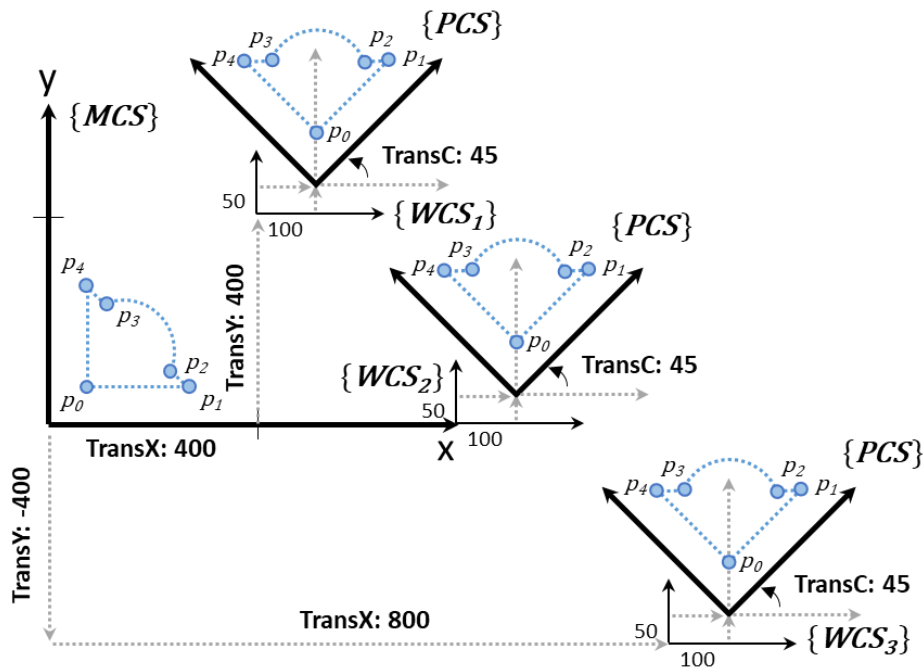 p3
p2
{PCS}
p4
p1
y
{MCS}
p0
TransC: 45
50
100
{WCS1}
p3
p2
{PCS}
p4
p1
p4
p3
TransY: 400
p0
p2
{WCS2}
TransC: 45
p0
p1
50
100
TransX: 400
x
p3
p2
{PCS}
p4
p1
TransY: -400
p0
TransC: 45
TransX: 800
50
100
{WCS3}